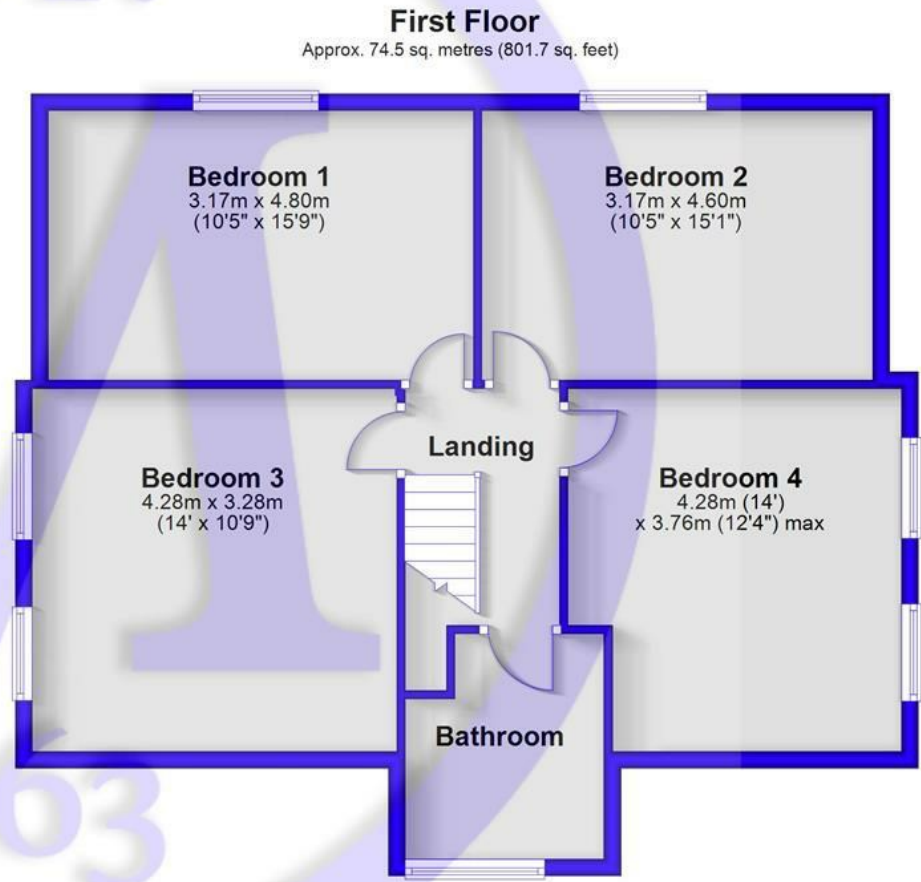 First Floor
Approx. 74.5 sq. metres (801.7 sq. feet)
Bedroom 1
3.17m x 4.80m
(10'5" x 15'9")
Bedroom 2
3.17m x 4.60m
(10'5" x 15'1")
Landing
Bedroom 3
4.28m x 3.28m
(14' x 10'9")
Bedroom 4
4.28m (14')
x 3.76m (12'4") max
Bathroom
63